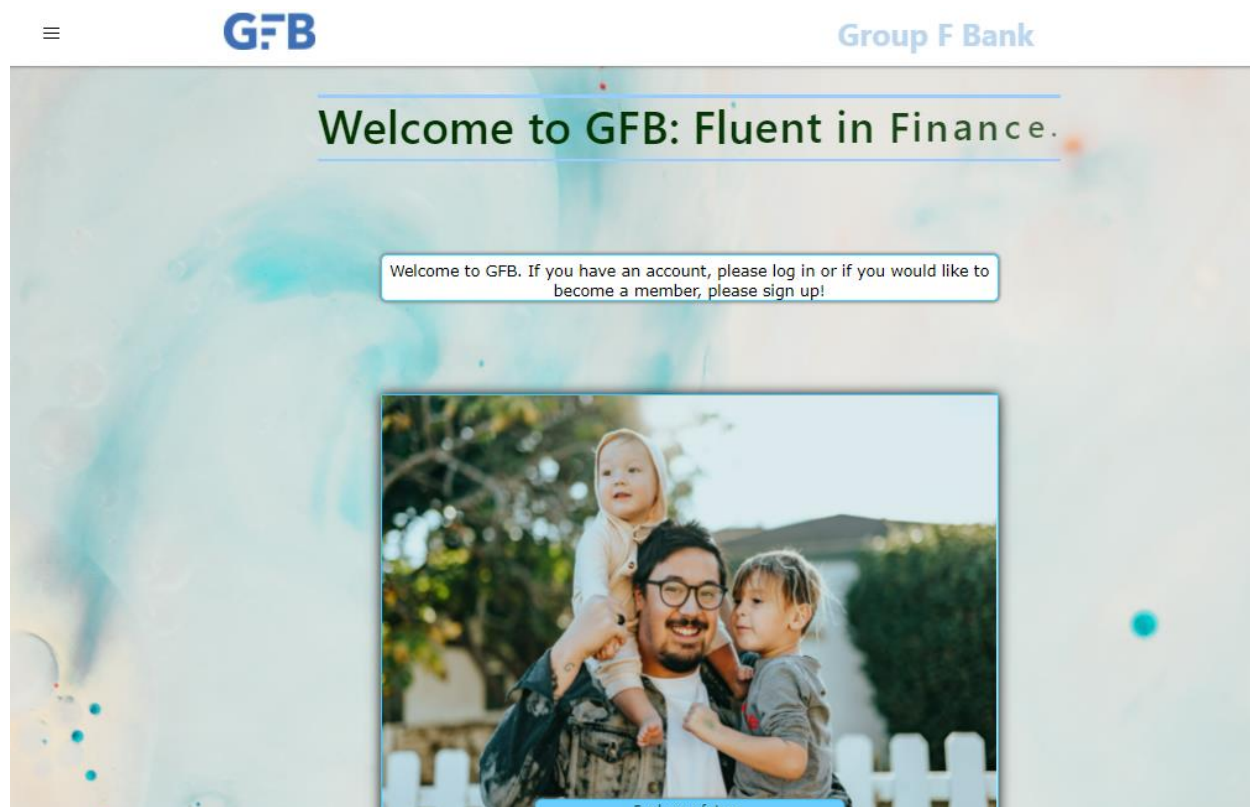 GFB
Group F Bank
Welcome to GFB: Fluent in Finance.
Welcome to GFB. If you have an account, please log in or if you would like to
become a member, please sign up!